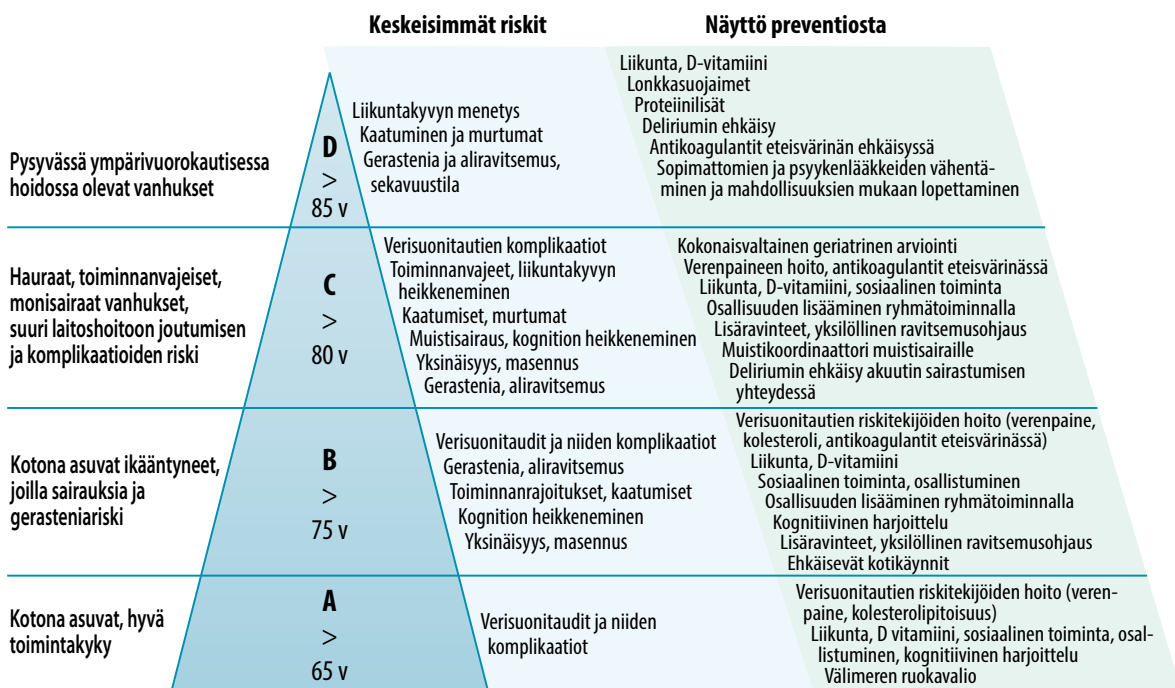 Keskeisimmät riskit
Näyttö preventiosta
Pysyvässä ympärivuorokautisessa
hoidossa olevat vanhukset
D
>
85 v
Liikuntakyvyn menetys
Kaatuminen ja murtumat
Gerastenia ja aliravitsemus,
sekavuustila
Liikunta, D-vitamiini
Lonkkasuojaimet
Proteiinilisät
Deliriumin ehkäisy
Antikoagulantit eteisvärinän ehkäisyssä
Sopimattomien ja psyykenlääkkeiden vähentä-
minen ja mahdollisuuksien mukaan lopettaminen
Hauraat, toiminnanvajeiset,
monisairaat vanhukset,
suuri laitoshoitoon joutumisen
ja komplikaatioiden riski
C
>
80 v
Verisuonitautien komplikaatiot
Toiminnanvajeet, liikuntakyvyn
heikkeneminen
Kaatumiset, murtumat
Muistisairaus, kognition heikkeneminen
Yksinäisyys, masennus
Gerastenia, aliravitsemus
Kokonaisvaltainen geriatrinen arviointi
Verenpaineen hoito, antikoagulantit eteisvärinässä
Liikunta, D-vitamiini, sosiaalinen toiminta
Osallisuuden lisääminen ryhmätoiminnalla
Lisäravinteet, yksilöllinen ravitsemusohjaus
Muistikoordinaattori muistisairaille
Deliriumin ehkäisy akuutin sairastumisen
yhteydessä
Kotona asuvat ikääntyneet,
joilla sairauksia ja
gerasteniariski
B
>
75 v
Verisuonitaudit ja niiden komplikaatiot
Gerastenia, aliravitsemus
Toiminnanrajoitukset, kaatumiset
Kognition heikkeneminen
Yksinäisyys, masennus
Verisuonitautien riskitekijöiden hoito (verenpaine,
kolesteroli, antikoagulantit eteisvärinässä)
Liikunta, D-vitamiini
Sosiaalinen toiminta, osallistuminen
Osallisuuden lisääminen ryhmätoiminnalla
Kognitiivinen harjoittelu
Lisäravinteet, yksilöllinen ravitsemusohjaus
Ehkäisevät kotikäynnit
Kotona asuvat, hyvä
toimintakyky
A
>
65 v
Verisuonitaudit ja niiden
komplikaatiot
Verisuonitautien riskitekijöiden hoito (veren-
paine, kolesterolipitoisuus)
Liikunta, D vitamiini, sosiaalinen toiminta, osal-
listuminen, kognitiivinen harjoittelu
Välimeren ruokavalio